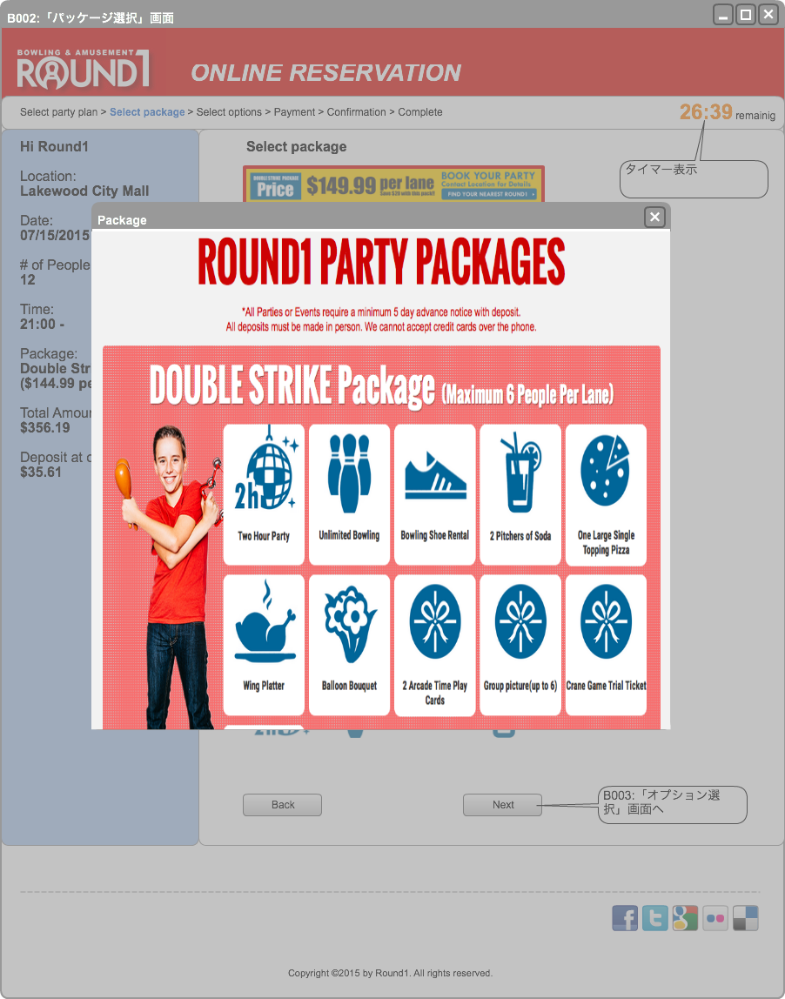 B002:「パッケージ選択」画面
BOWLING & AMUSEMENT
ROUND1
ONLINE RESERVATION
Select party plan > Select package > Select options > Payment > Confirmation > Complete
26:39 remainig
タイマー表示
Hi Round1
Location:
Lakewood City Mall
Date:
07/15/2015
# of People
12
Time:
21:00 -
Package:
Double Str
($144.99 pe
Total Amour
$356.19
Deposit at c
$35.61
Select package
DOUBLE STRIKE PACKAGE
Price
$149.99 per lane
Save $29 with this pack!!
BOOK YOUR PARTY
Contact Location for Details
FIND YOUR NEAREST ROUND1
Package
ROUND1 PARTY PACKAGES
*All Parties or Events require a minimum 5 day advance notice with deposit.
All deposits must be made in person. We cannot accept credit cards over the phone.
DOUBLE STRIKE Package (Maximum 6 People Per Lane)
2h
Two Hour Party
Unlimited Bowling
Bowling Shoe Rental
2 Pitchers of Soda
One Large Single
Topping Pizza
Wing Platter
Balloon Bouquet
2 Arcade Time Play
Cards
Group picture(up to 6)
Crane Game Trial Ticket
Back
Next
B003:「オプション選
択」画面へ
Copyright ©2015 by Round1. All rights reserved.